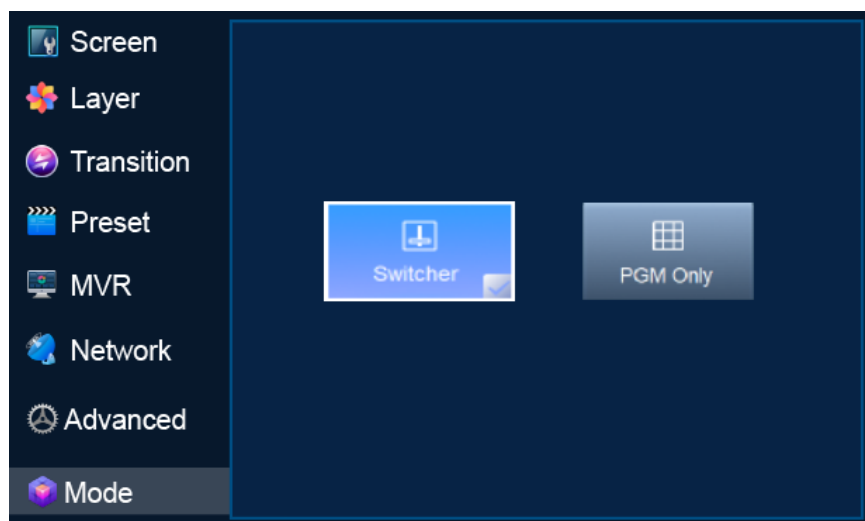 Screen
Layer
Transition
Preset
MVR
Network
Advanced
Mode
Switcher
PGM Only